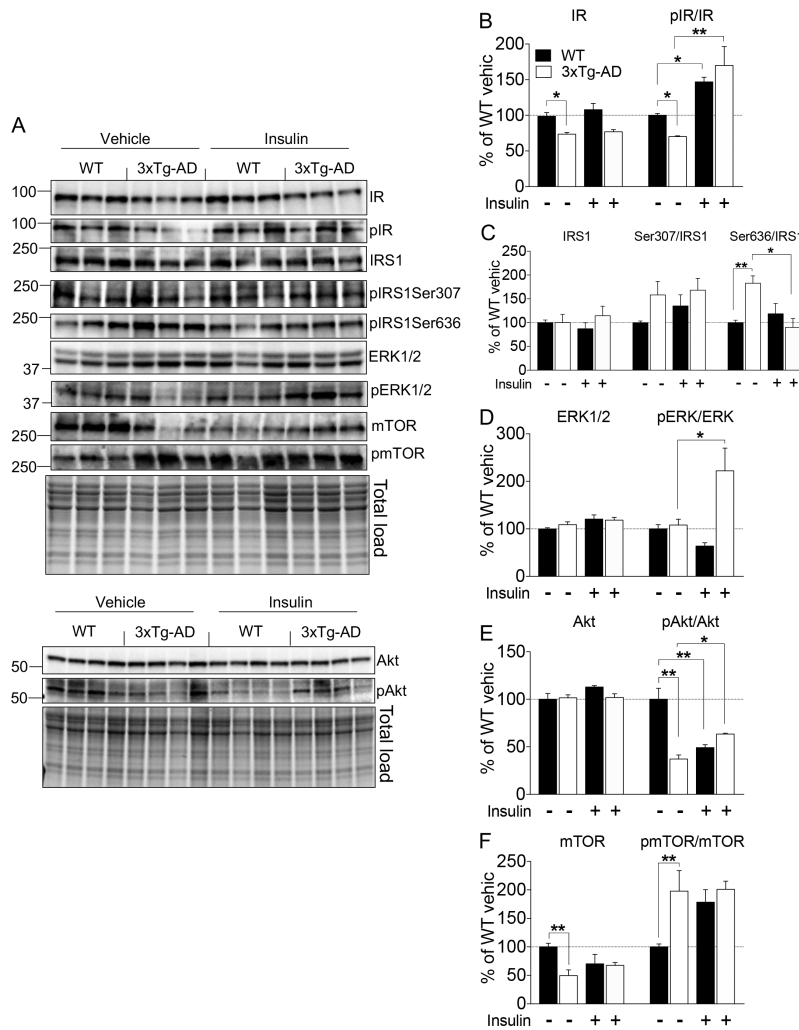 A
Vehicle Insulin
WT 3xTg-AD WT 3xTg-AD
100 IR
100 pIR
250 IRS1
pIRS1Ser307
250 pIRS1Ser636
37 ERK1/2
37 pERK1/2
250 mTOR
250 pmTOR
Total load
Vehicle Insulin
WT 3xTg-AD WT 3xTg-AD
50 Akt
50 pAkt
Total load
B
IR pIR/IR
WT
3xTg-AD
* * * **
% of WT vehic
200
150
100
50
0
Insulin - - + + - - + +
C
IRS1 Ser307/IRS1 Ser636/IRS1
** *
% of WT vehic
200
150
100
50
0
Insulin - - + + - - + + - - + +
D
ERK1/2 pERK/ERK
*
% of WT vehic
300
200
100
0
Insulin - - + + - - + +
E
Akt pAkt/Akt
** ** *
% of WT vehic
150
100
50
0
Insulin - - + + - - + +
F
mTOR pmTOR/mTOR
** **
% of WT vehic
250
200
150
100
50
0
Insulin - - + + - - + +